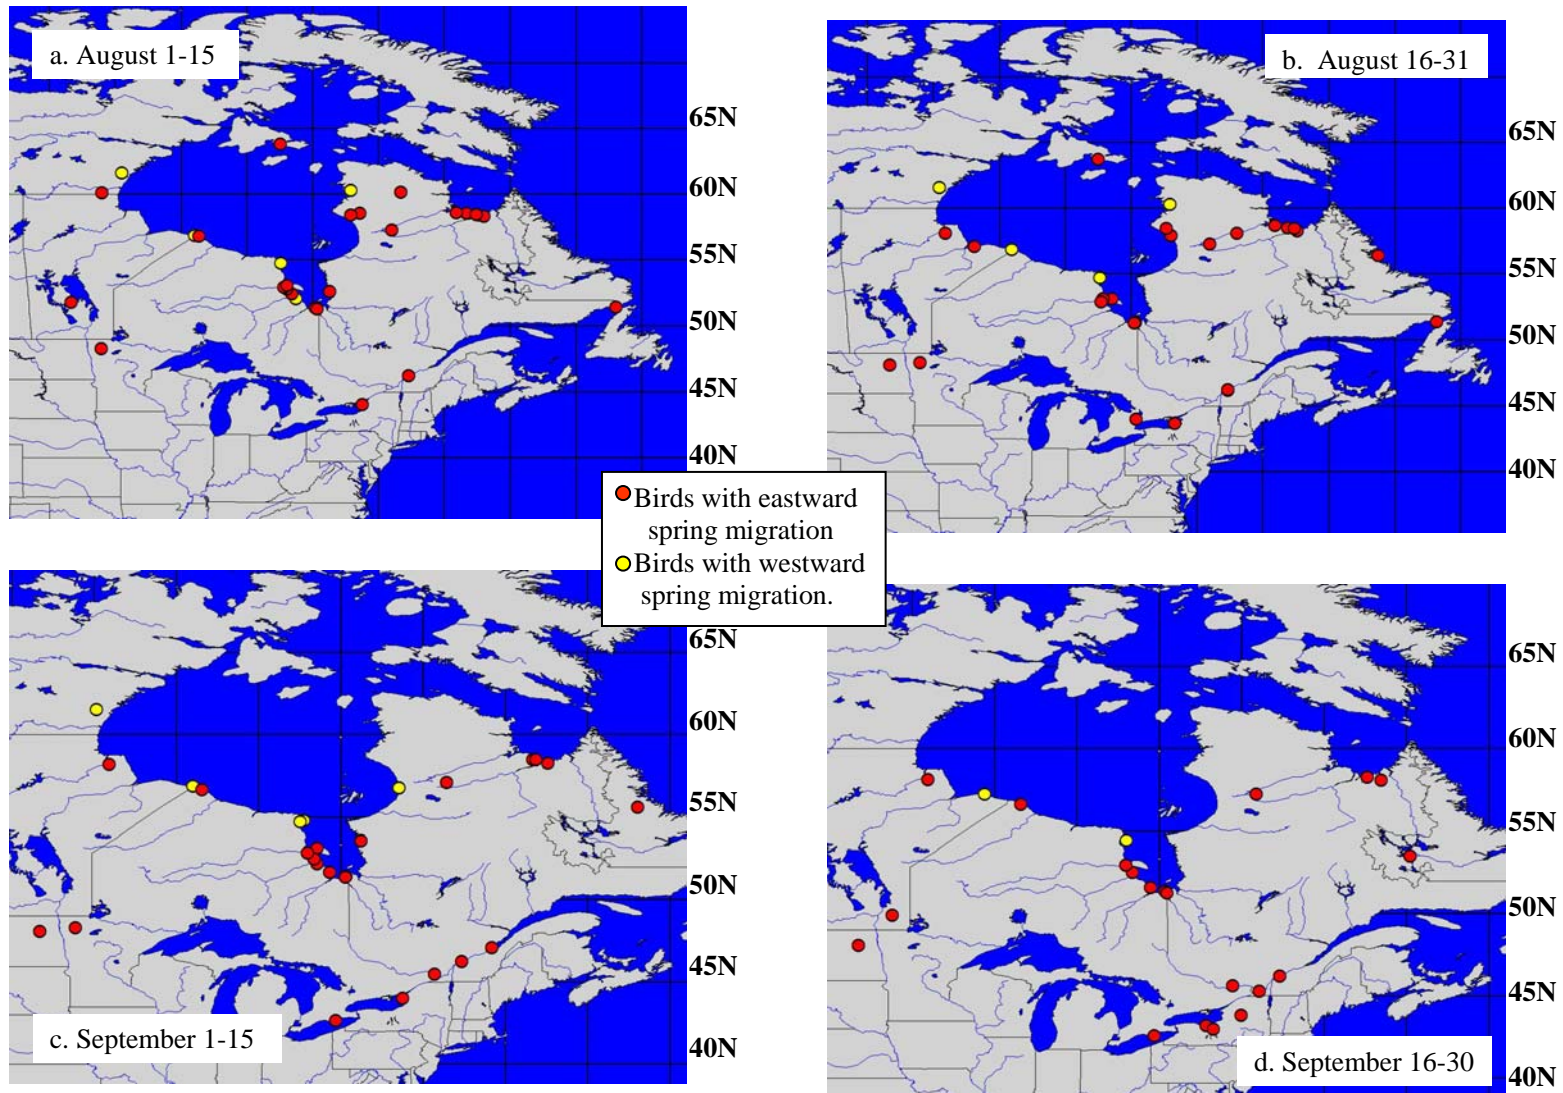 a. August 1-15
65N
60N
55N
50N
45N
40N
b. August 16-31
65N
60N
55N
50N
45N
40N
Birds with eastward
spring migration
Birds with westward
spring migration.
c. September 1-15
65N
60N
55N
50N
45N
40N
d. September 16-30
65N
60N
55N
50N
45N
40N